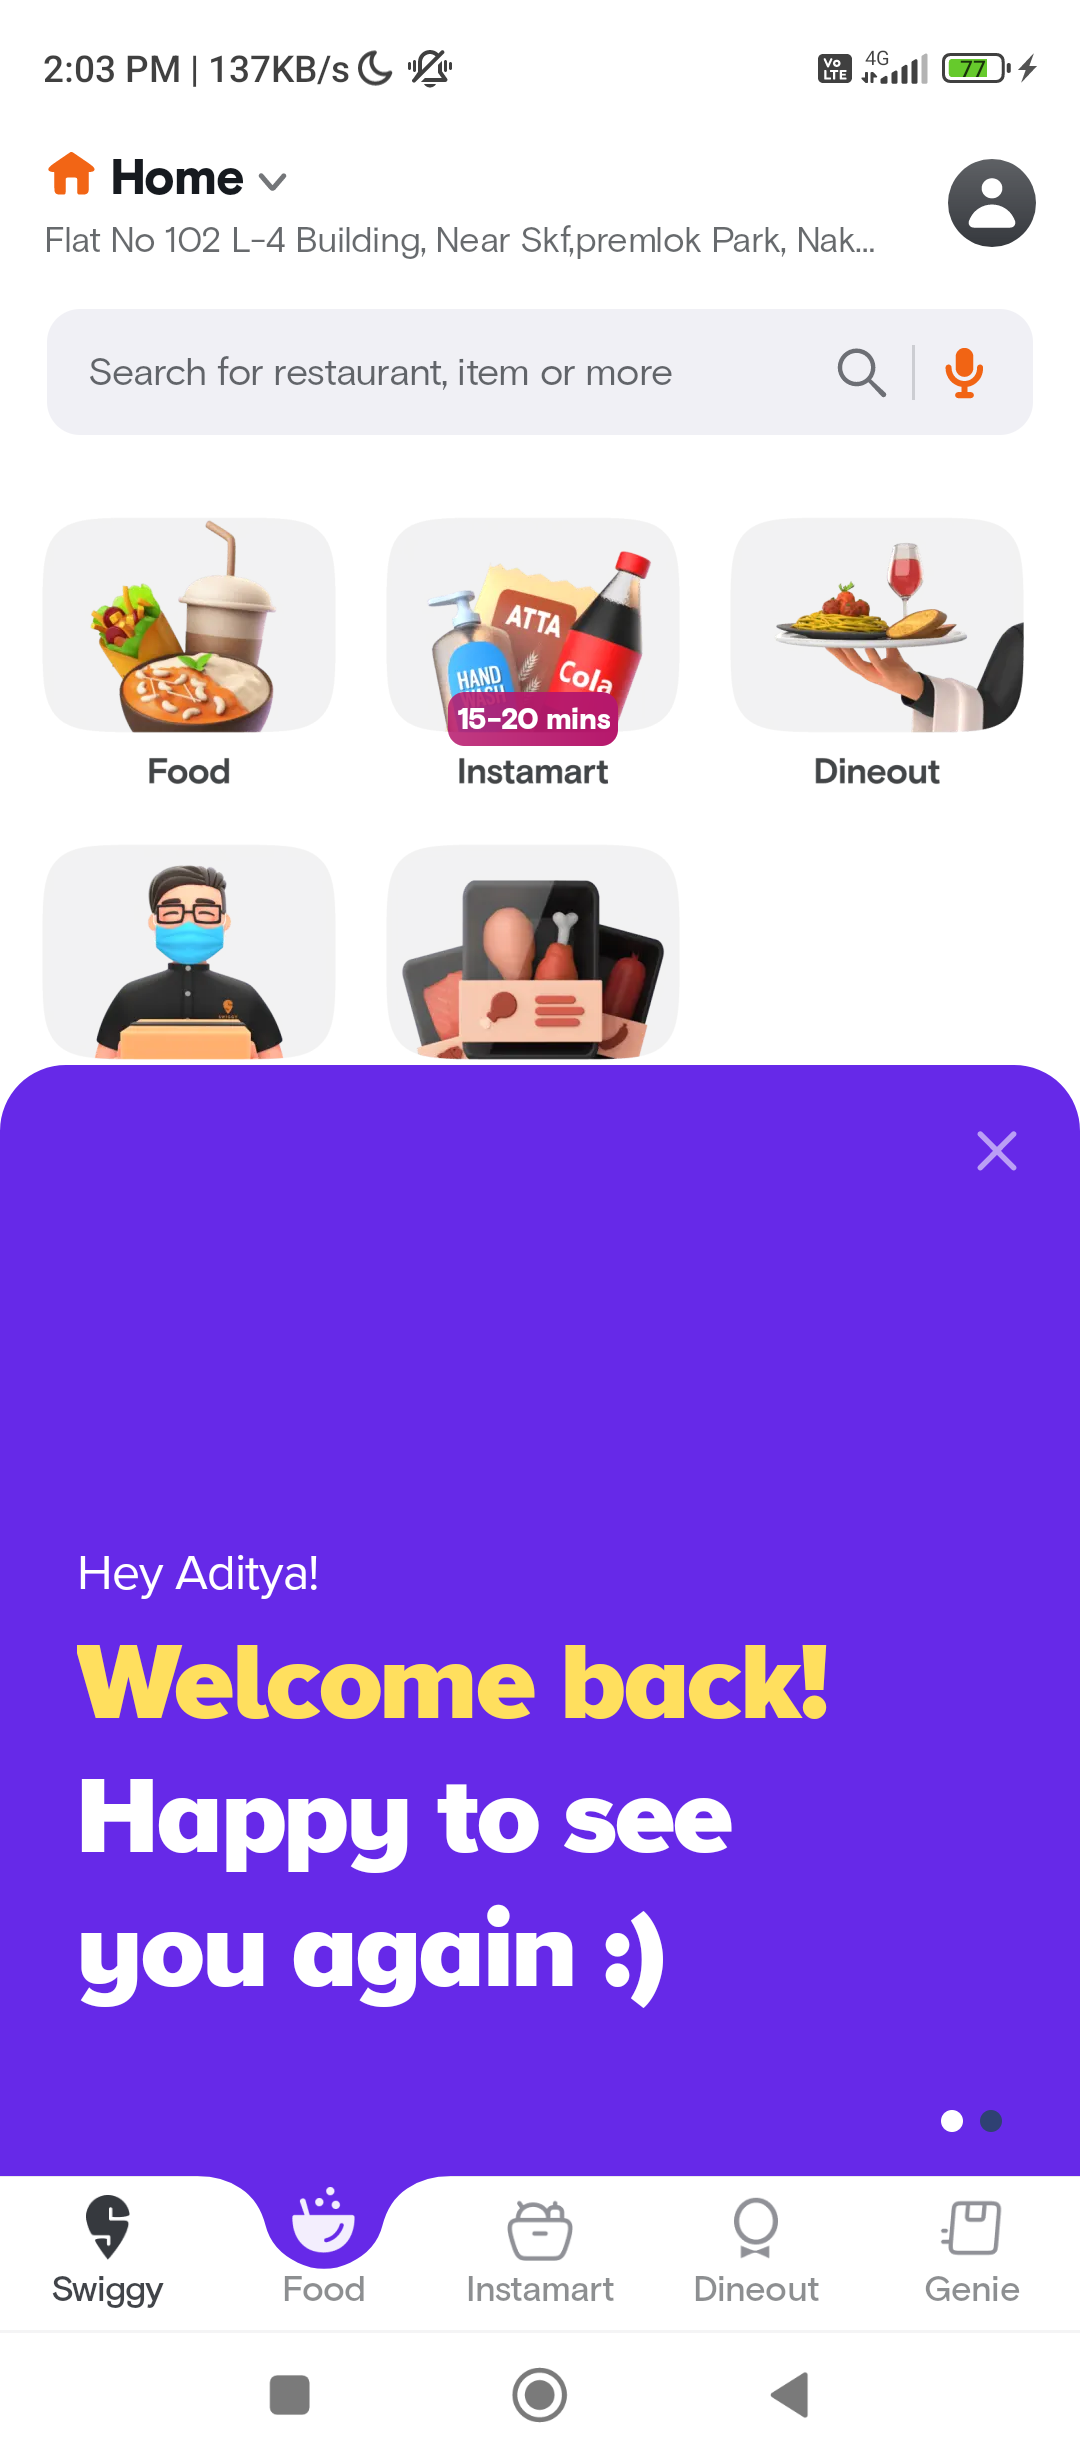 2:03 PM | 137KB/s
Vo LTE 4G 77
Home
Flat No 102 L-4 Building, Near Skf,premlok Park, Nak...
Search for restaurant, item or more
ATTA
HAND
Cola
15-20 mins
Food Instamart Dineout
Hey Aditya!
Welcome back!
Happy to see
you again :)
Swiggy Food Instamart Dineout Genie